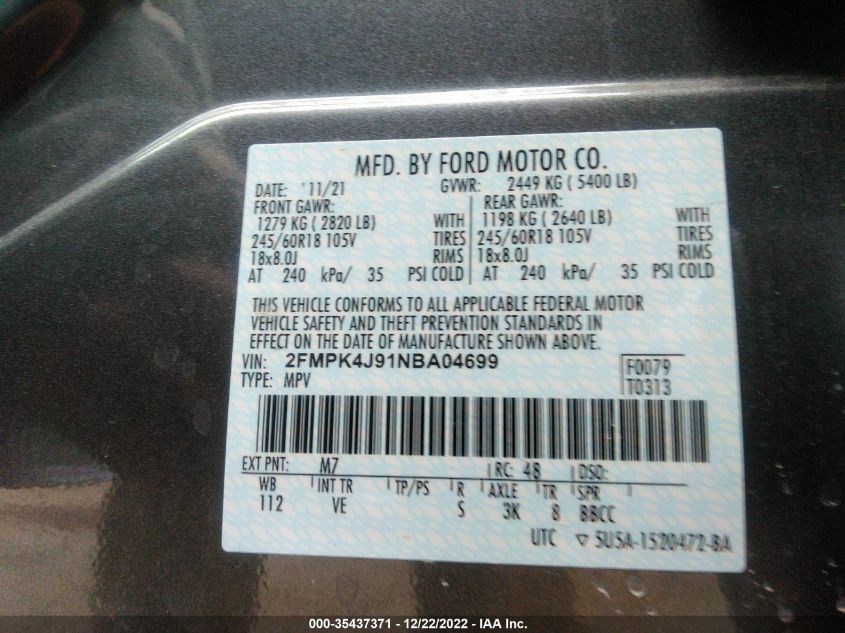 MFD. BY FORD MOTOR CO.
DATE: 11/21 GVWR: 2449 KG ( 5400 LB)
FRONT GAWR: REAR GAWR:
1279 KG ( 2820 LB) WITH 1198 KG ( 2640 LB) WITH
245/60R18 105V TIRES 245/60R18 105V TIRES
18x8.0J RIMS 18x8.0J RIMS
AT 240 kPa/ 35 PSI COLD AT 240 kPa/ 35 PSI COLD
THIS VEHICLE CONFORMS TO ALL APPLICABLE FEDERAL MOTOR
VEHICLE SAFETY AND THEFT PREVENTION STANDARDS IN
EFFECT ON THE DATE OF MANUFACTURE SHOWN ABOVE.
VIN: 2FMPK4J91NBA04699 F0079
TYPE: MPV T0313
EXT PNT: M7 RC: 48 DSO:
WB INT TR TP/PS R AXLE TR SPR
112 VE S 3K 8 BBCC
UTC ▽ 5U5A-1520472-BA
000-35437371 - 12/22/2022 - IAA Inc.